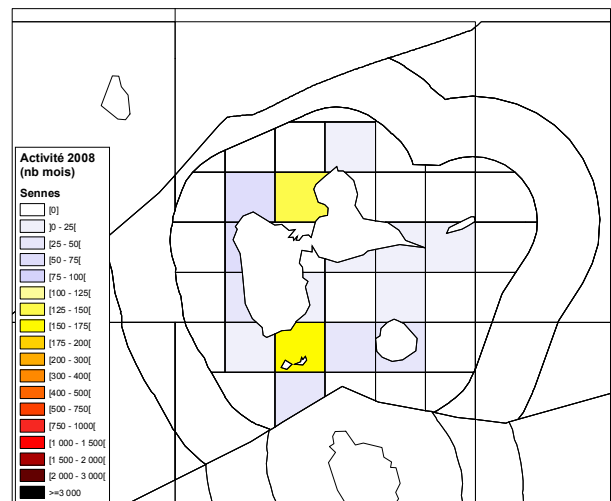 Activité 2008
(nb mois)
Sennes
[0]
[0 - 25[
[25 - 50[
[50 - 75[
[75 - 100[
[100 - 125[
[125 - 150[
[150 - 175[
[175 - 200[
[200 - 300[
[300 - 400[
[400 - 500[
[500 - 750[
[750 - 1000[
[1 000 - 1 500[
[1 500 - 2 000[
[2 000 - 3 000[
>=3 000